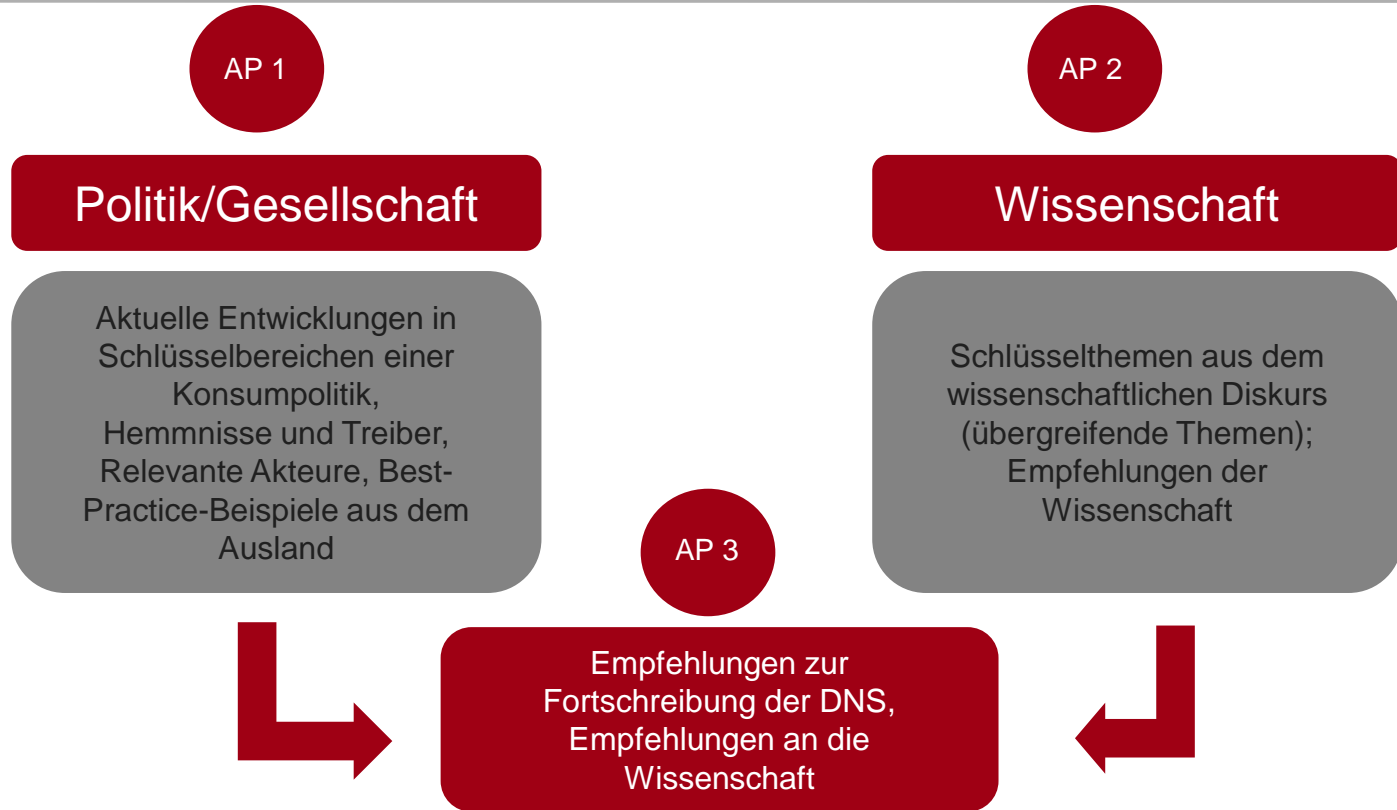 AP 1
Politik/Gesellschaft
Aktuelle Entwicklungen in
Schlüsselbereichen einer
Konsumpolitik,
Hemmnisse und Treiber,
Relevante Akteure, Best-
Practice-Beispiele aus dem
Ausland
AP 2
Wissenschaft
Schlüsselthemen aus dem
wissenschaftlichen Diskurs
(übergreifende Themen);
Empfehlungen der
Wissenschaft
AP 3
Empfehlungen zur
Fortschreibung der DNS,
Empfehlungen an die
Wissenschaft